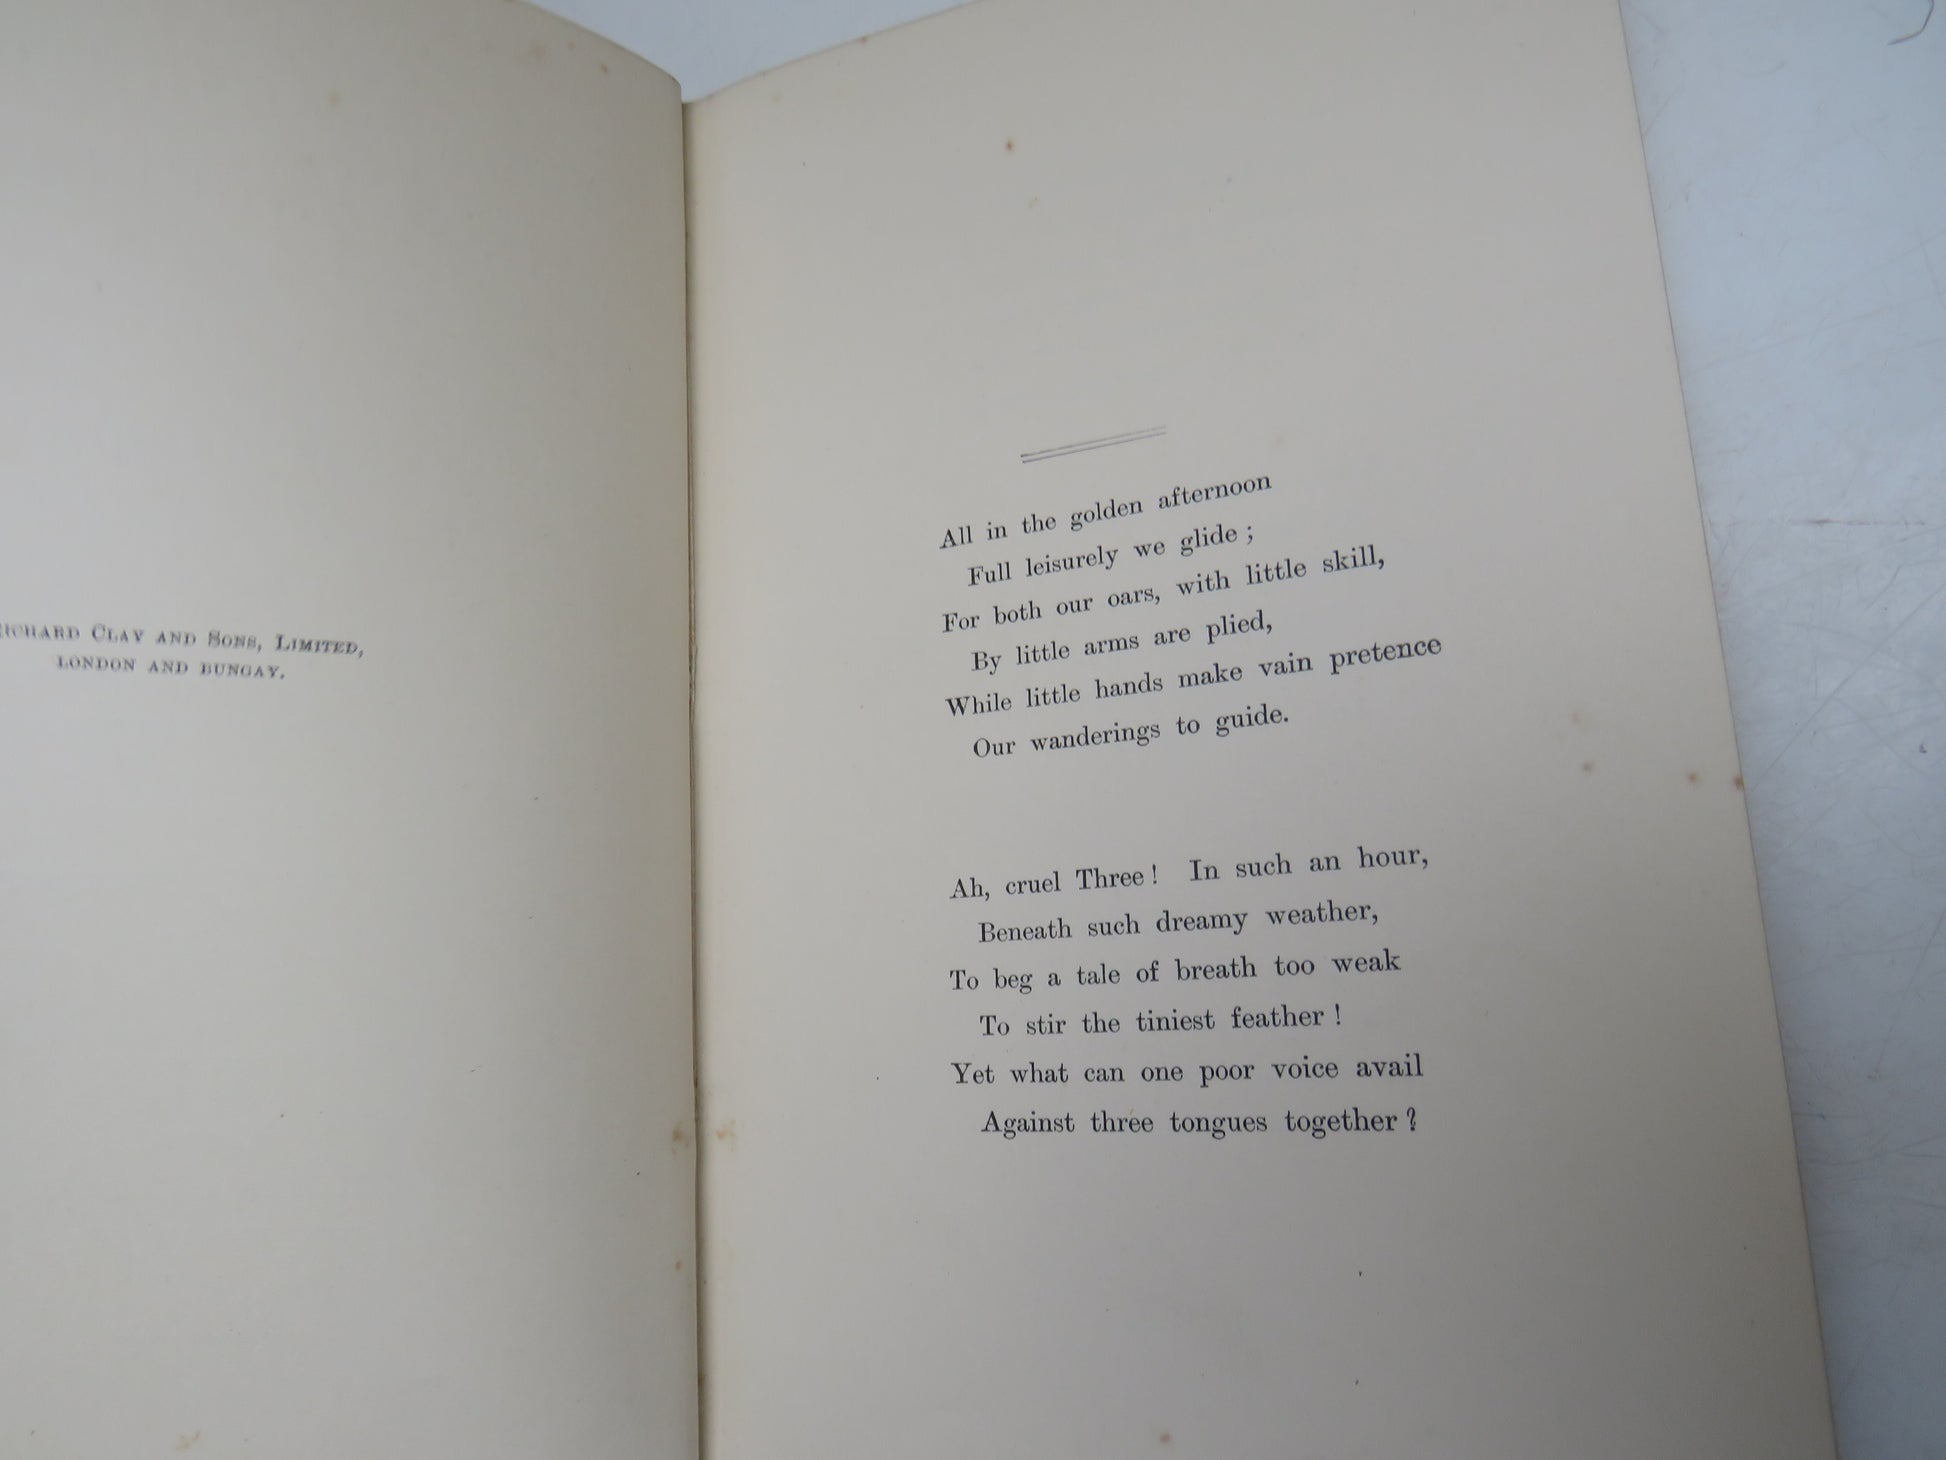 RICHARD CLAY AND SONS, LIMITED,
LONDON AND BUNGAY.
All in the golden afternoon
Full leisurely we glide ;
For both our oars, with little skill,
By little arms are plied,
While little hands make vain pretence
Our wanderings to guide.
Ah, cruel Three ! In such an hour,
Beneath such dreamy weather,
To beg a tale of breath too weak
To stir the tiniest feather !
Yet what can one poor voice avail
Against three tongues together ?